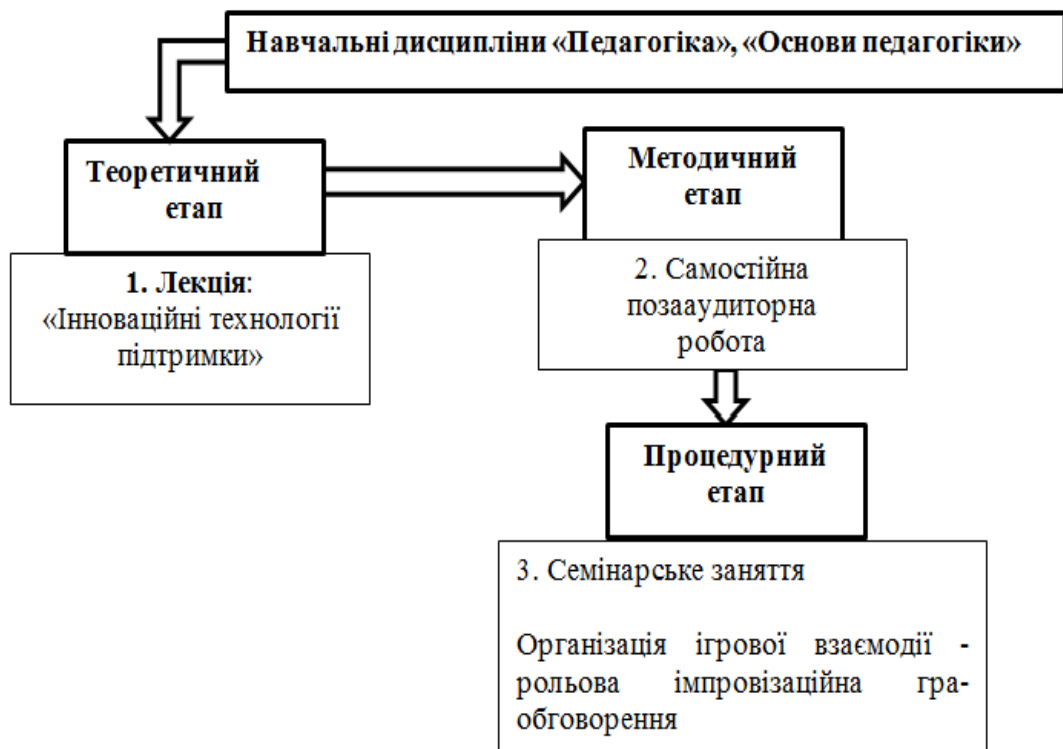 Навчальні дисципліни «Педагогіка», «Основи педагогіки»
Теоретичний
етап
Методичний
етап
1. Лекція:
«Інноваційні технології
підтримки»
2. Самостійна
позааудиторна
робота
Процедурний
етап
3. Семінарське заняття
Організація ігрової взаємодії -
рольова імпровізаційна гра-
обговорення